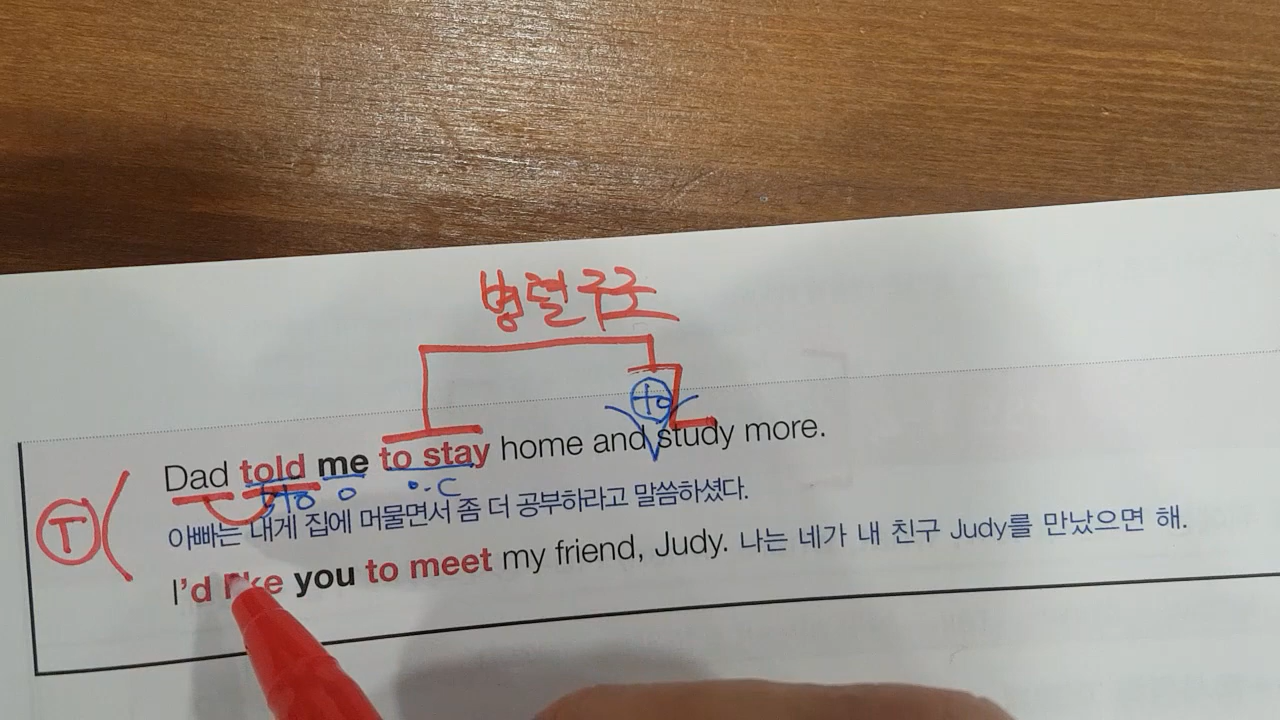 병렬구조
to
Dad told me to stay home and study more.
T
o
o.c
아빠는 내게 집에 머물면서 좀 더 공부하라고 말씀하셨다.
I'd like you to meet my friend, Judy. 나는 네가 내 친구 Judy를 만났으면 해.